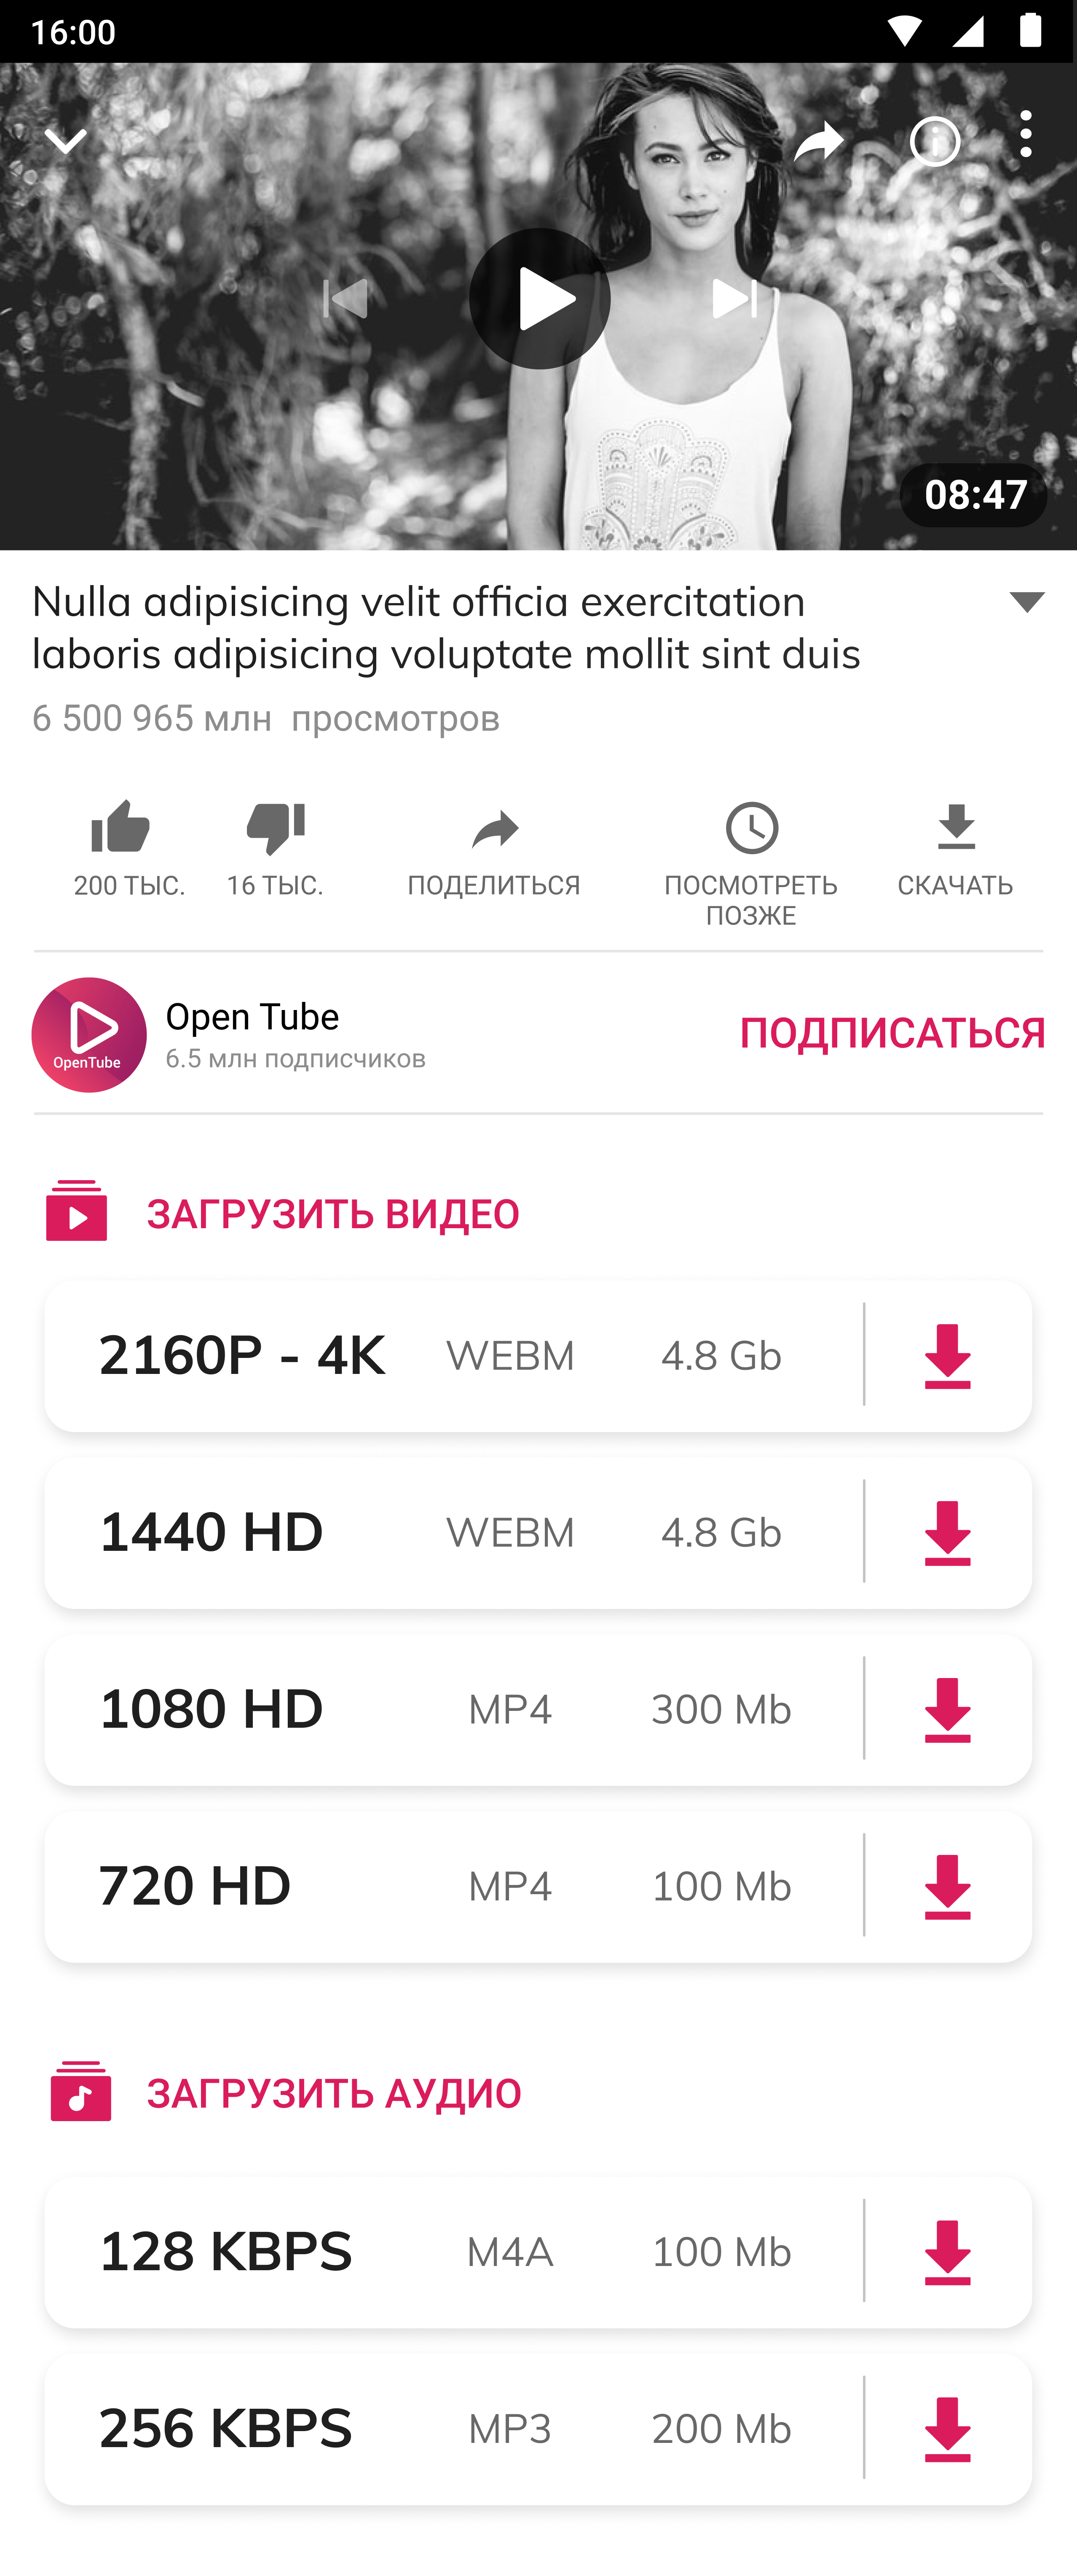 16:00
08:47
Nulla adipisicing velit officia exercitation
laboris adipisicing voluptate mollit sint duis
6 500 965 млн просмотров
200 ТЫС.
16 ТЫС.
ПОДЕЛИТЬСЯ
ПОСМОТРЕТЬ
ПОЗЖЕ
СКАЧАТЬ
OpenTube
Open Tube
6.5 млн подписчиков
ПОДПИСАТЬСЯ
ЗАГРУЗИТЬ ВИДЕО
2160P - 4K WEBM 4.8 Gb
1440 HD WEBM 4.8 Gb
1080 HD MP4 300 Mb
720 HD MP4 100 Mb
ЗАГРУЗИТЬ АУДИО
128 KBPS M4A 100 Mb
256 KBPS MP3 200 Mb